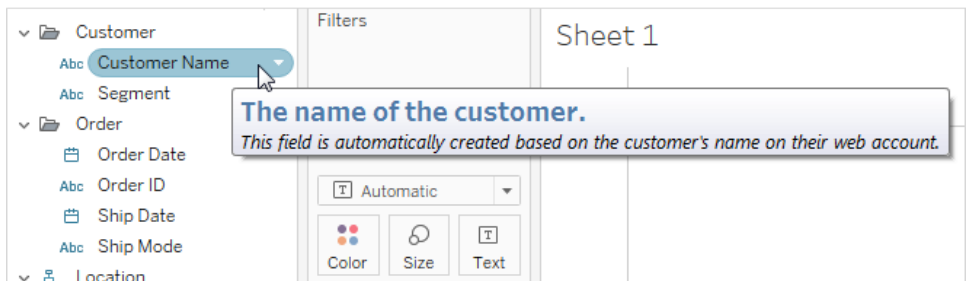 Customer
Abc Customer Name
Abc Segment
Order
Order Date
Abc Order ID
Ship Date
Abc Ship Mode
Location
Filters
T Automatic
Color Size T Text
Sheet 1
The name of the customer.
This field is automatically created based on the customer's name on their web account.